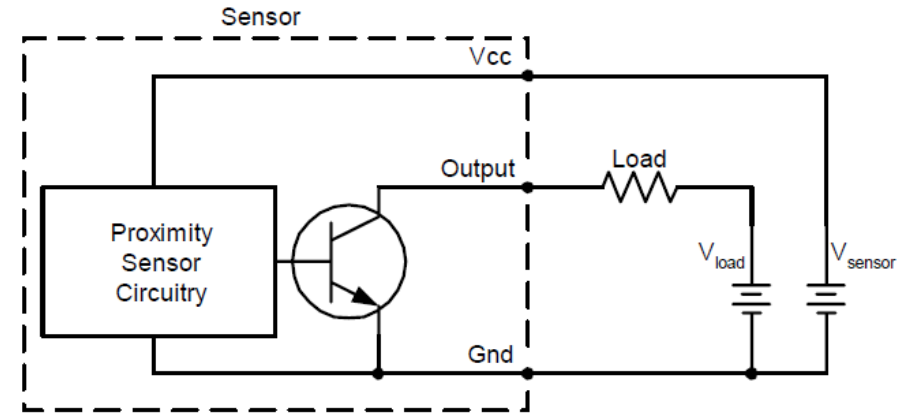 Sensor
Vcc
Output
Load
Proximity
Sensor
Circuitry
Vload
Vsensor
Gnd